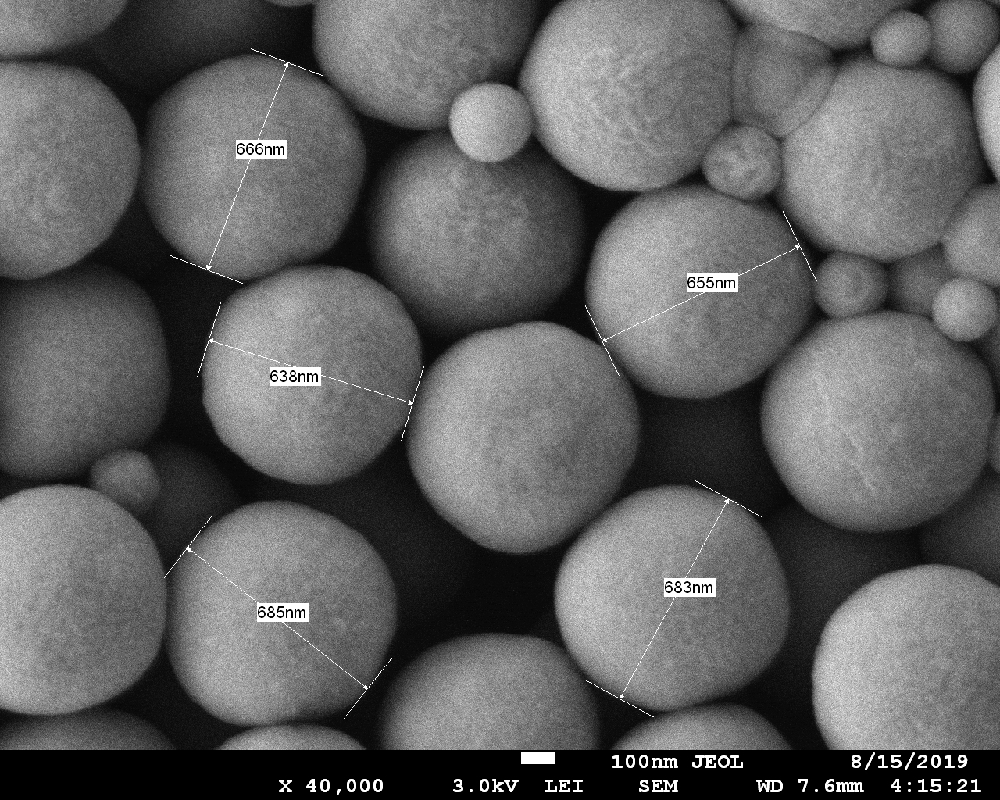 666nm
655nm
638nm
683nm
685nm
100nm JEOL 8/15/2019
X 40,000 3.0kV LEI SEM WD 7.6mm 4:15:21